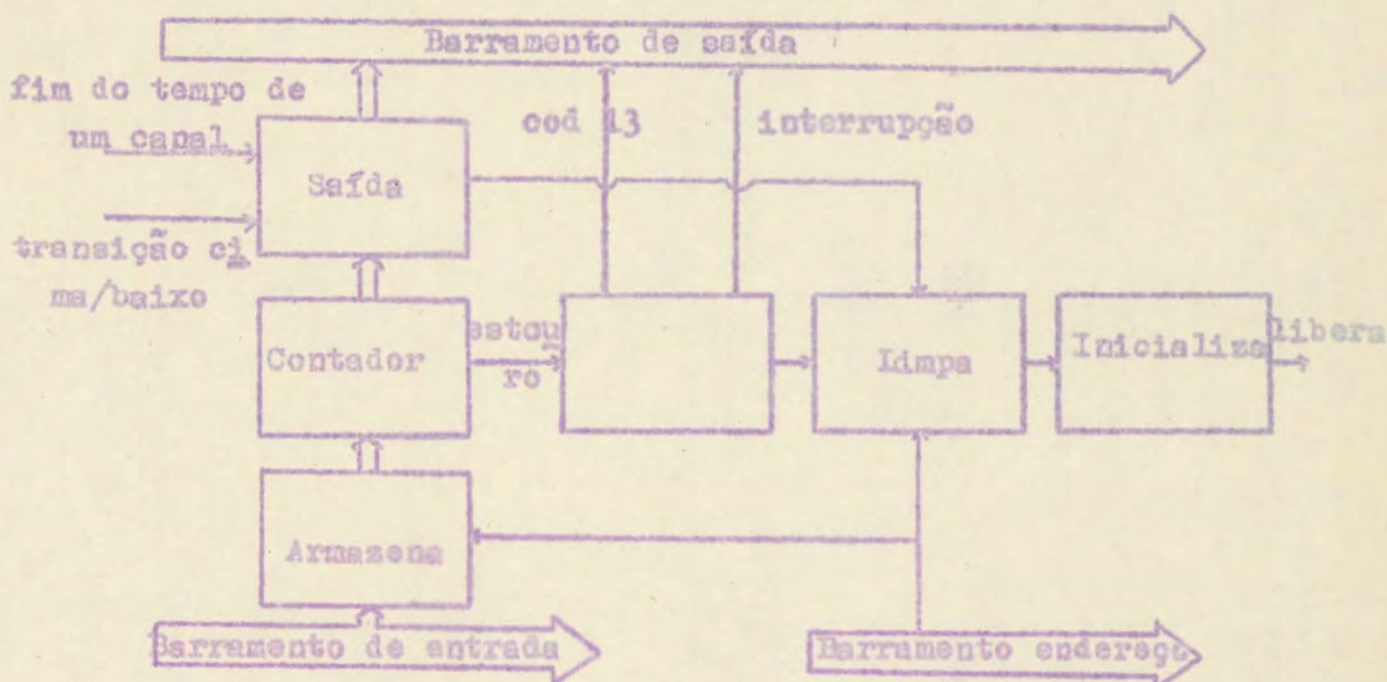 Barramento de saída
fim do tempo de
um canal
cod 13
interrupção
Saída
transição ci
ma/baixo
estou
ro
Contador
Limpa
Inicializa
libera
Armazena
Barramento de entrada
Barramento endereço